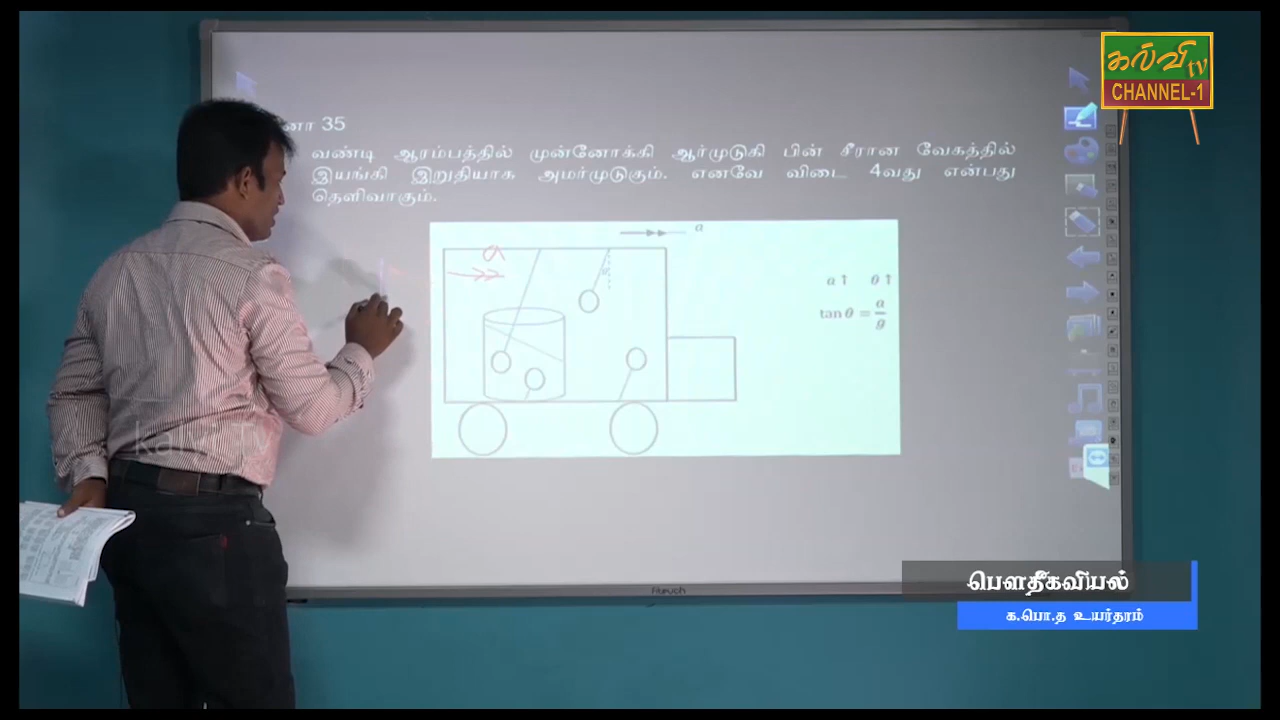 கல்வி tv
CHANNEL-1
35
வண்டி ஆரம்பத்தில் முன்னோக்கி ஆர்முடுகி பின் சீரான வேகத்தில்
இயங்கி இறுதியாக அமர்முடுகும். எனவே விடை 4வது என்பது
தெளிவாகும்.
a
a
a ↑ θ ↑
tan θ = a/g
பௌதீகவியல்
க.பொ.த உயர்தரம்